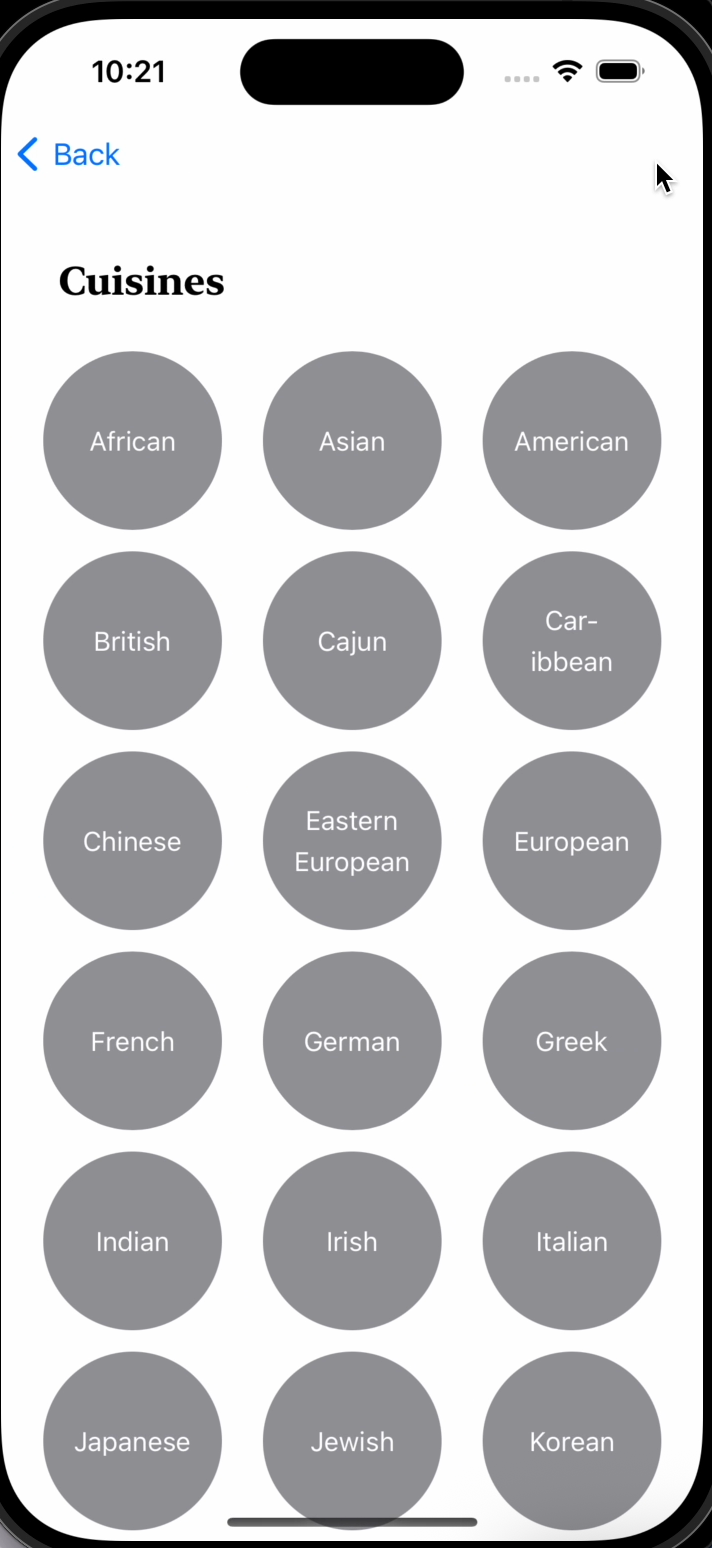 10:21
Back
Cuisines
African
Asian
American
British
Cajun
Car-
ibbean
Chinese
Eastern
European
European
French
German
Greek
Indian
Irish
Italian
Japanese
Jewish
Korean